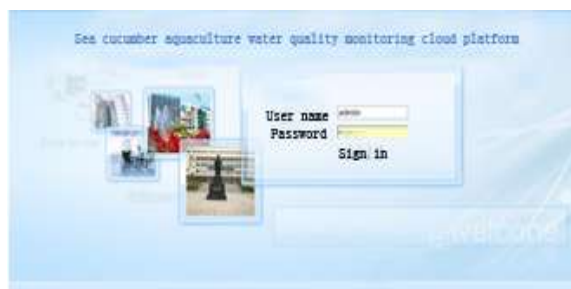 Sea cucumber aquaculture water quality monitoring cloud platform
User name admin
Password
Sign in
welcome